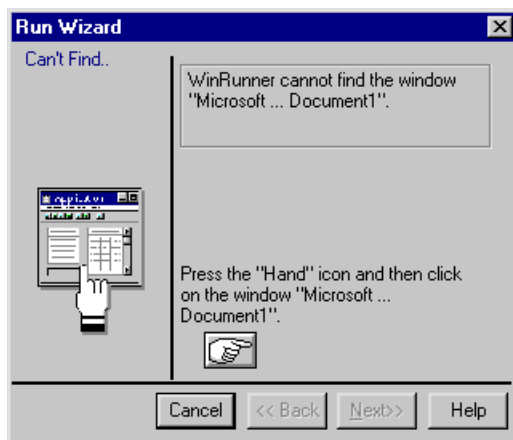 Run Wizard
Can't Find..
WinRunner cannot find the window
"Microsoft ... Document1".
Press the "Hand" icon and then click
on the window "Microsoft ...
Document1".
Cancel
<< Back
Next>>
Help